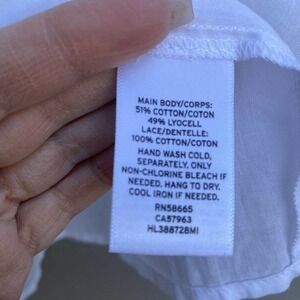 MAIN BODY/CORPS:
51% COTTON/COTON
49% LYOCELL
LACE/DENTELLE:
100% COTTON/COTON
HAND WASH COLD,
SEPARATELY, ONLY
NON-CHLORINE BLEACH IF
NEEDED. HANG TO DRY.
COOL IRON IF NEEDED.
RN58665
CA57963
HL388728MI